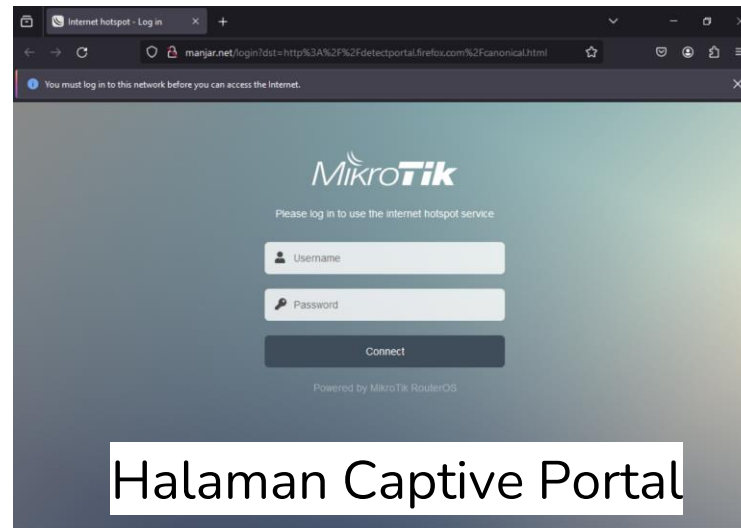 Internet hotspot - Log in
manjar.net/login?dst=http%3A%2F%2Fdetectportal.firefox.com%2Fcanonical.html
You must log in to this network before you can access the Internet.
MikroTik
Please log in to use the internet hotspot service
Username
Password
Connect
Powered by MikroTik RouterOS
Halaman Captive Portal